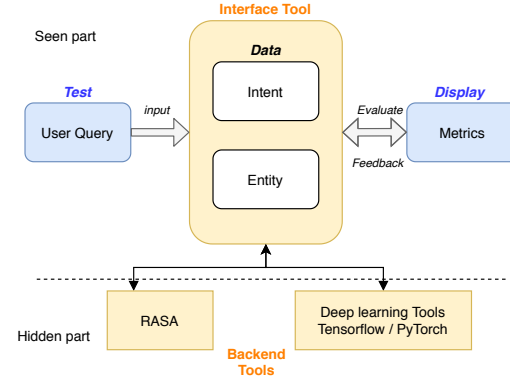 Interface Tool
Seen part
Data
Test
Intent
input
Evaluate
Display
User Query
Metrics
Feedback
Entity
RASA
Deep learning Tools
Tensorflow / PyTorch
Hidden part
Backend
Tools